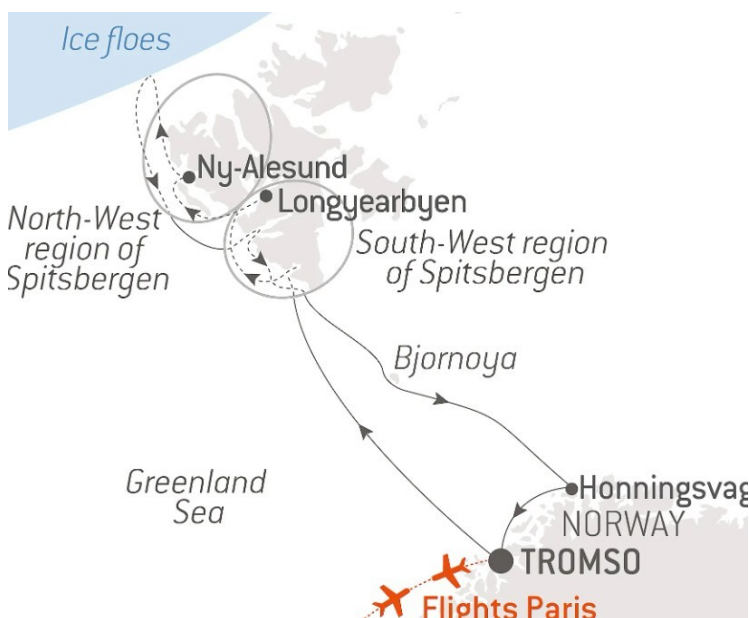 Ice floes
Ny-Alesund
Longyearbyen
North-West
region of
Spitsbergen
South-West region
of Spitsbergen
Bjornoya
Greenland
Sea
Honningsvag
NORWAY
TROMSO
Flights Paris